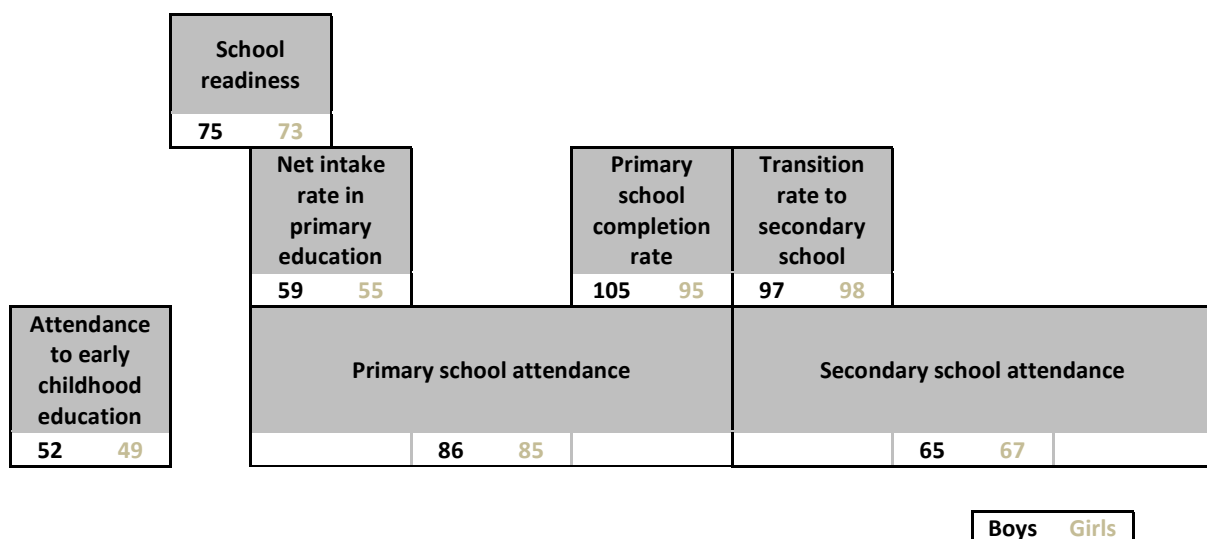 School
readiness
75 73
Net intake
rate in
primary
education
59 55
Primary
school
completion
rate
105 95
Transition
rate to
secondary
school
97 98
Attendance
to early
childhood
education
52 49
Primary school attendance
86 85
Secondary school attendance
65 67
Boys Girls